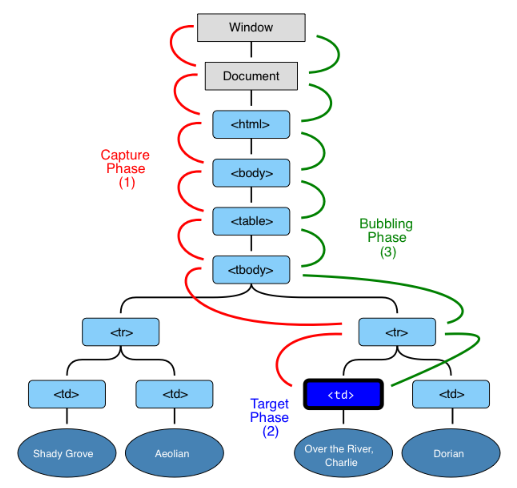 Window
Document
<html>
<body>
<table>
<tbody>
Capture
Phase
(1)
Bubbling
Phase
(3)
<tr>
<tr>
<td>
<td>
<td>
<td>
Target
Phase
(2)
Shady Grove
Aeolian
Over the River,
Charlie
Dorian